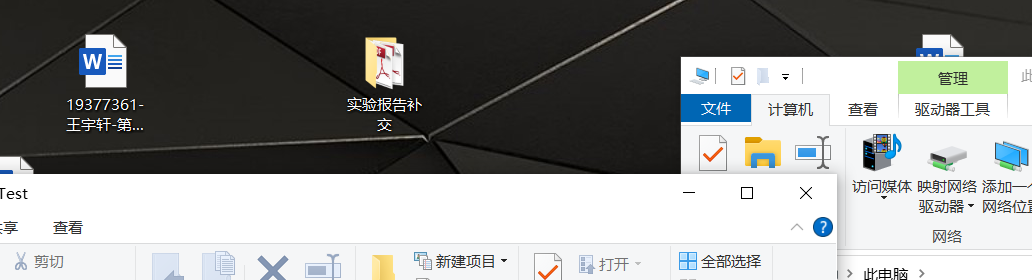 19377361-
王宇轩-第...
实验报告补
交
管理
文件
计算机
查看
驱动器工具
访问媒体
映射网络
驱动器
添加一个
网络位置
网络
此电脑
Test
共享
查看
剪切
新建项目
打开
全部选择